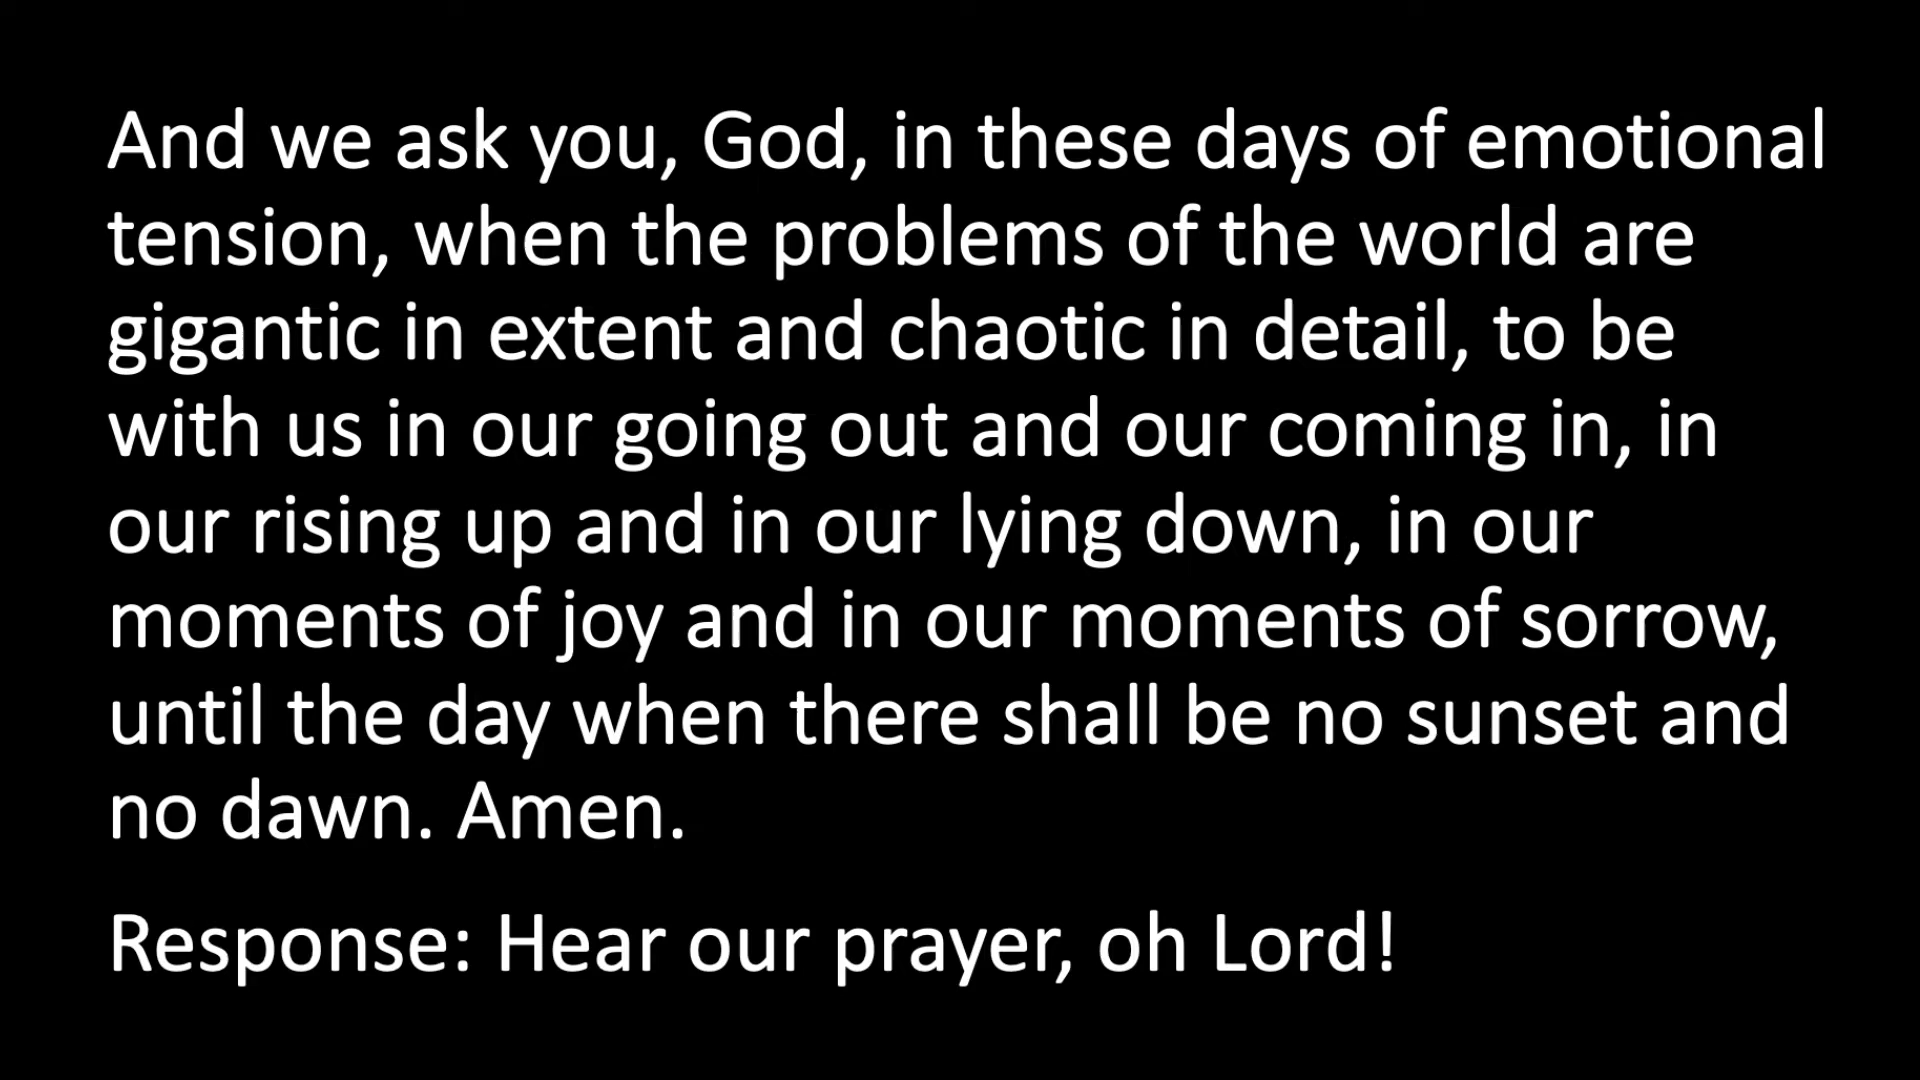 And we ask you, God, in these days of emotional
tension, when the problems of the world are
gigantic in extent and chaotic in detail, to be
with us in our going out and our coming in, in
our rising up and in our lying down, in our
moments of joy and in our moments of sorrow,
until the day when there shall be no sunset and
no dawn. Amen.
Response: Hear our prayer, oh Lord!